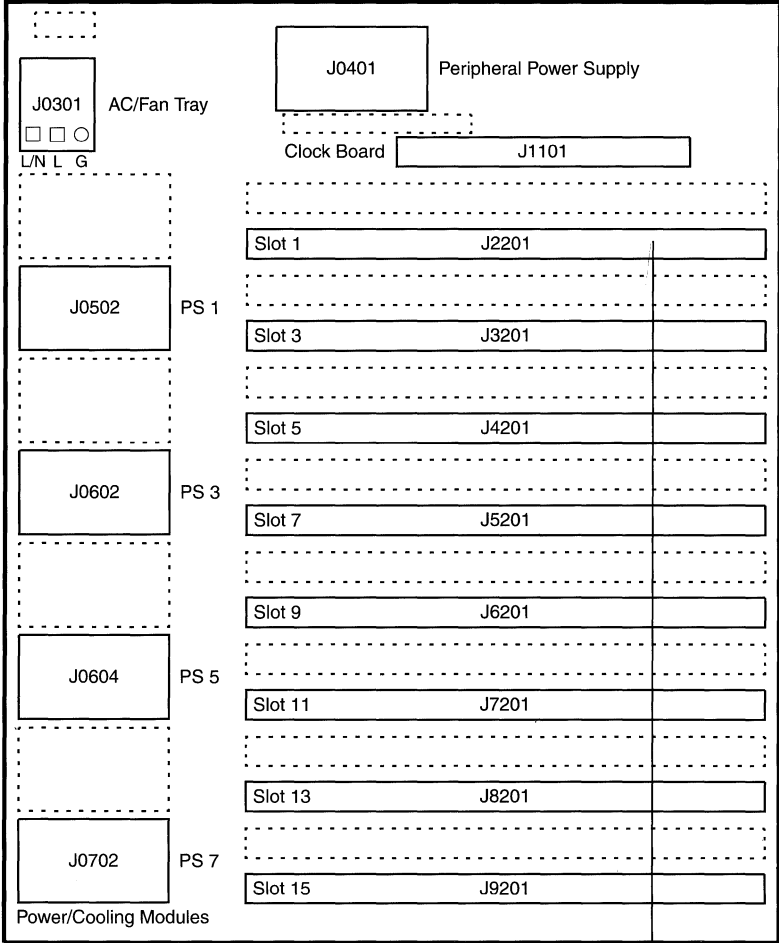 J0401 Peripheral Power Supply
J0301 AC/Fan Tray
L/N L G
Clock Board J1101
Slot 1 J2201
J0502 PS 1
Slot 3 J3201
Slot 5 J4201
J0602 PS 3
Slot 7 J5201
Slot 9 J6201
J0604 PS 5
Slot 11 J7201
Slot 13 J8201
J0702 PS 7
Slot 15 J9201
Power/Cooling Modules